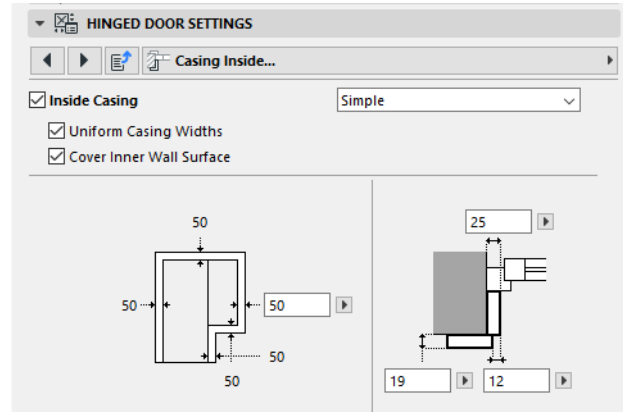 HINGED DOOR SETTINGS
Casing Inside...
Inside Casing
Simple
Uniform Casing Widths
Cover Inner Wall Surface
50
25
50
50
50
50
19
12